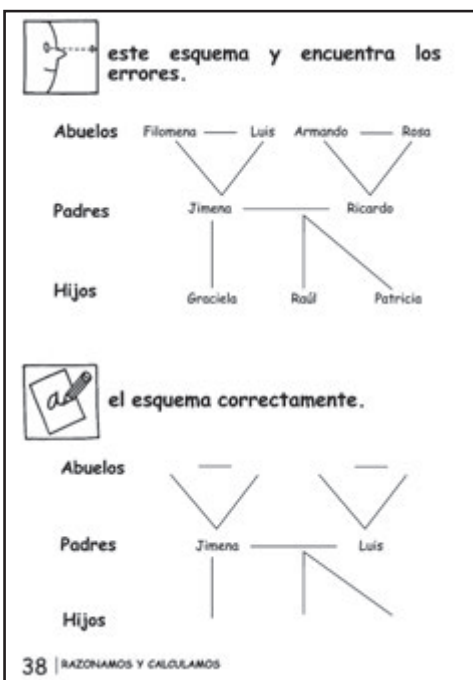 este esquema y encuentra los
errores.
Abuelos Filomena Luis Armando Rosa
Padres Jimena Ricardo
Hijos Graciela Raúl Patricia
a
el esquema correctamente.
Abuelos
Padres Jimena Luis
Hijos
38 | RAZONAMOS Y CALCULAMOS